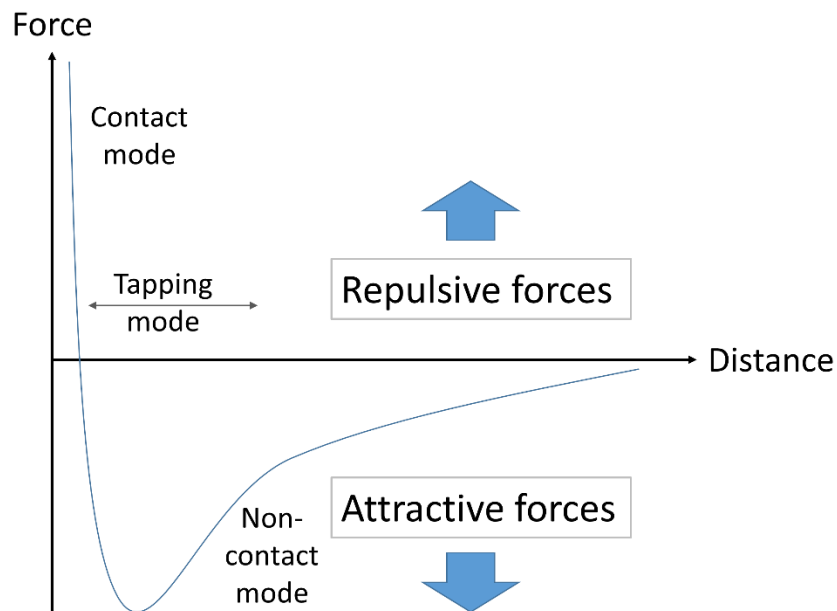 Force
Contact
mode
Tapping
mode
Repulsive forces
Distance
Attractive forces
Non-
contact
mode